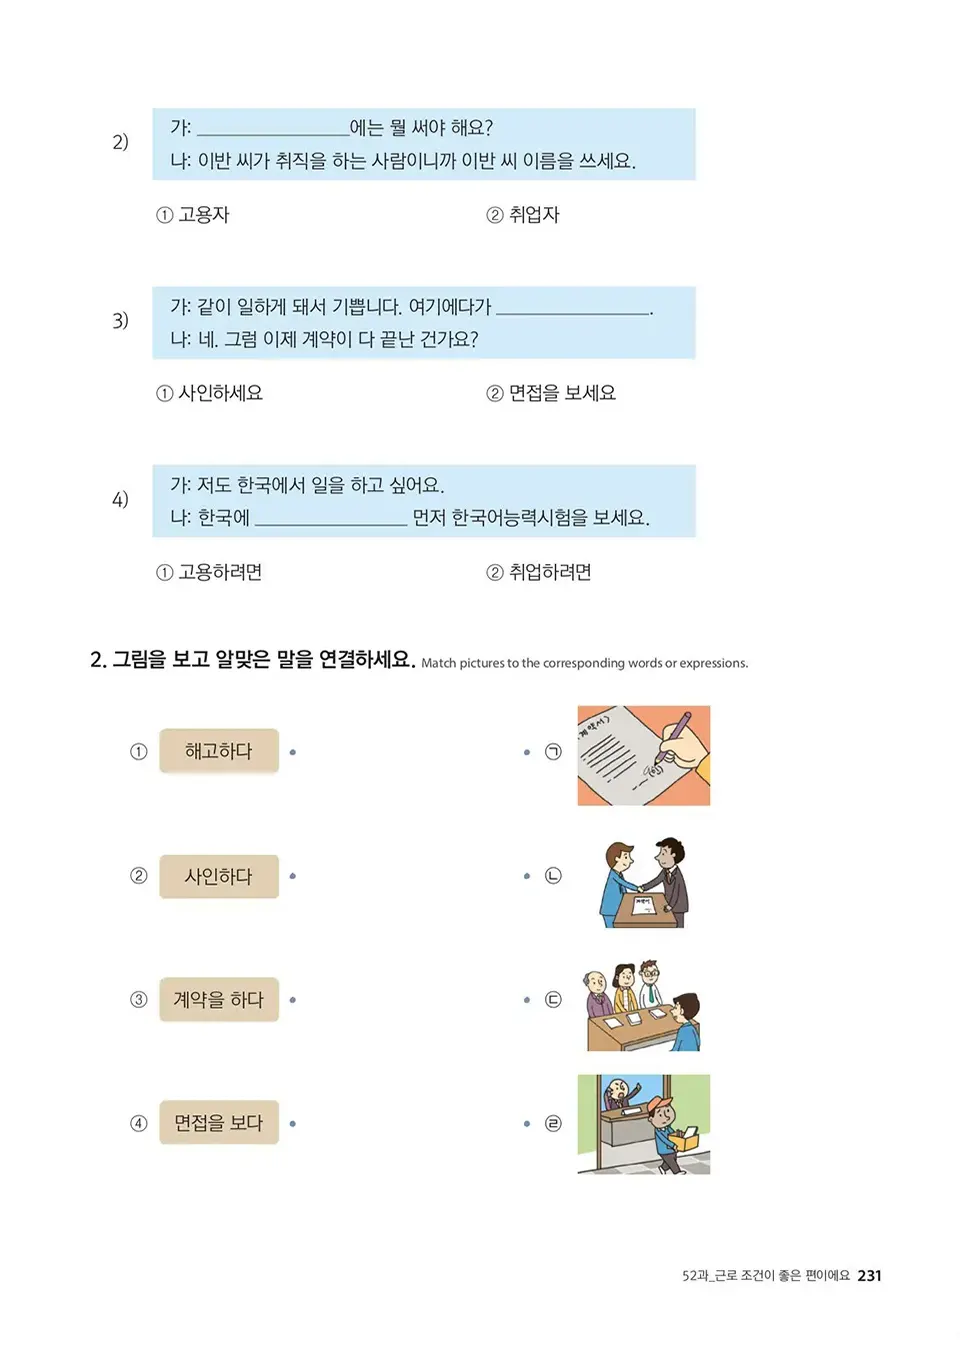 2)
가: ________________에는 뭘 써야 해요?
나: 이반 씨가 취직을 하는 사람이니까 이반 씨 이름을 쓰세요.
① 고용자 ② 취업자
3)
가: 같이 일하게 돼서 기쁩니다. 여기에다가 ________________.
나: 네. 그럼 이제 계약이 다 끝난 건가요?
① 사인하세요 ② 면접을 보세요
4)
가: 저도 한국에서 일을 하고 싶어요.
나: 한국에 ________________ 먼저 한국어능력시험을 보세요.
① 고용하려면 ② 취업하려면
2. 그림을 보고 알맞은 말을 연결하세요. Match pictures to the corresponding words or expressions.
① 해고하다 • • ㉠
② 사인하다 • • ㉡
③ 계약을 하다 • • ㉢
④ 면접을 보다 • • ㉣
52과_근로 조건이 좋은 편이에요 231